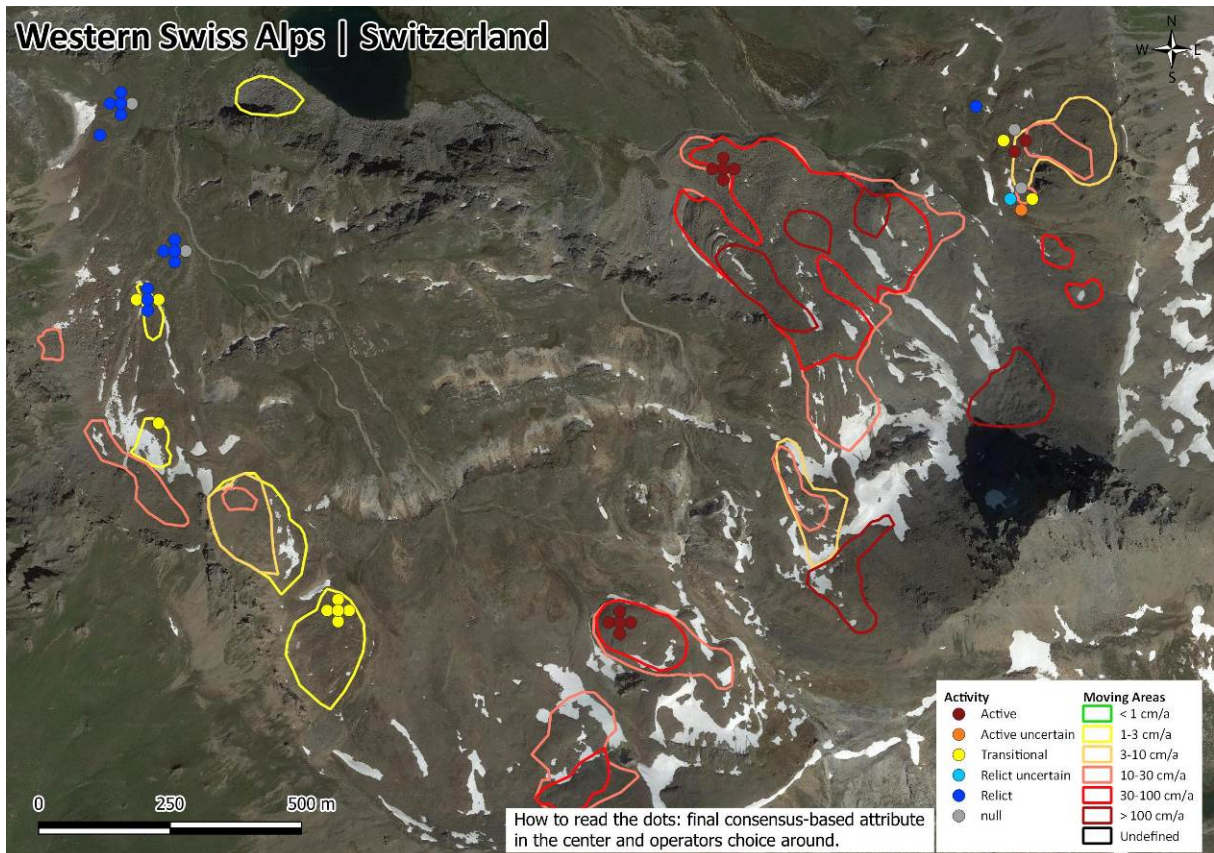 Western Swiss Alps | Switzerland
N
W E
S
Activity
Active
Active uncertain
Transitional
Relict uncertain
Relict
null
Moving Areas
< 1 cm/a
1-3 cm/a
3-10 cm/a
10-30 cm/a
30-100 cm/a
> 100 cm/a
Undefined
0 250 500 m
How to read the dots: final consensus-based attribute
in the center and operators choice around.